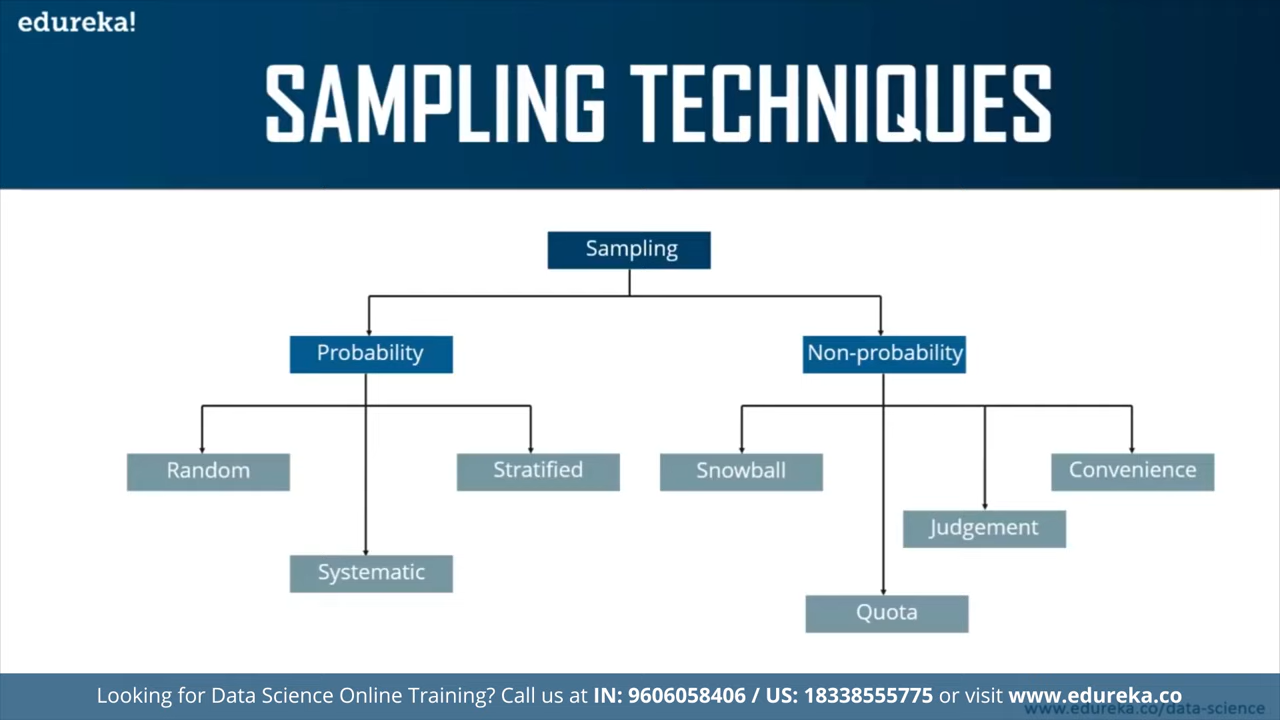 edureka!
SAMPLING TECHNIQUES
Sampling
Probability
Non-probability
Random
Stratified
Snowball
Convenience
Judgement
Systematic
Quota
Looking for Data Science Online Training? Call us at IN: 9606058406 / US: 18338555775 or visit www.edureka.co
www.edureka.co/data-science